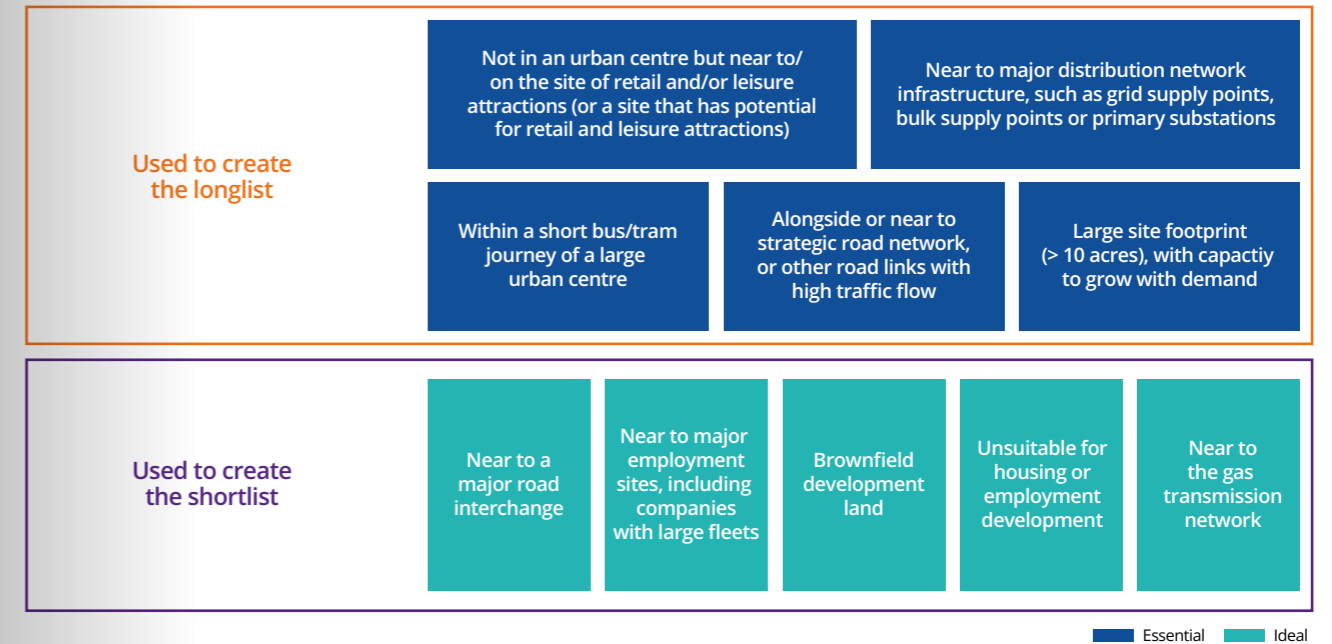 Used to create
the longlist
Not in an urban centre but near to/
on the site of retail and/or leisure
attractions (or a site that has potential
for retail and leisure attractions)
Near to major distribution network
infrastructure, such as grid supply points,
bulk supply points or primary substations
Within a short bus/tram
journey of a large
urban centre
Alongside or near to
strategic road network,
or other road links with
high traffic flow
Large site footprint
(> 10 acres), with capactiy
to grow with demand
Used to create
the shortlist
Near to a
major road
interchange
Near to major
employment
sites, including
companies
with large fleets
Brownfield
development
land
Unsuitable for
housing or
employment
development
Near to
the gas
transmission
network
Essential
Ideal